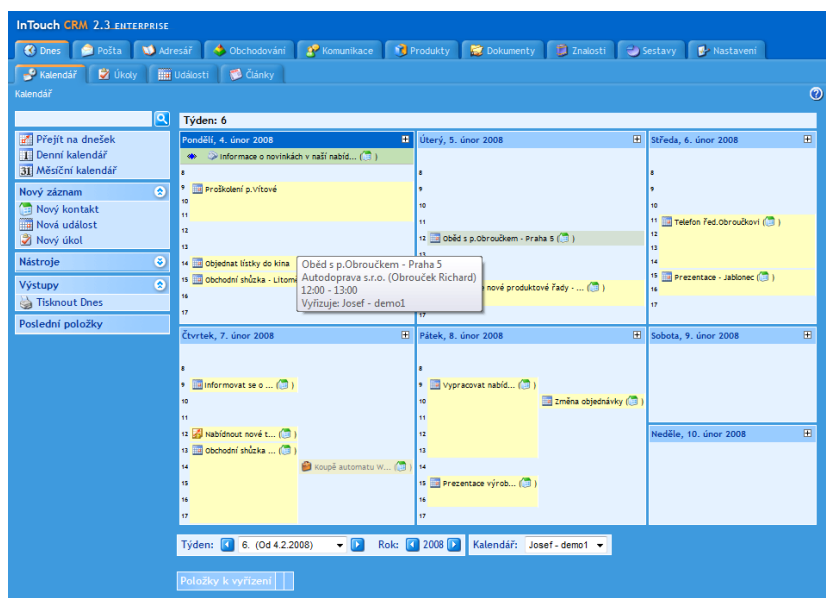 InTouch CRM 2.3 ENTERPRISE
Dnes Pošta Adresář Obchodování Komunikace Produkty Dokumenty Znalosti Sestavy Nastavení
Kalendář Úkoly Události Články
Kalendář
Týden: 6
Přejít na dnešek
1 Denní kalendář
31 Měsíční kalendář
Nový záznam
Nový kontakt
Nová událost
Nový úkol
Nástroje
Výstupy
Tisknout Dnes
Poslední položky
Pondělí, 4. únor 2008
Informace o novinkách v naší nabíd... ( )
8
9 Proškolení p.Vítové
10
11
12
13
14 Objednat lístky do kina
15 Obchodní shůzka - Litom
16
17
Úterý, 5. únor 2008
8
9
10
11
12 Oběd s p.Obroučkem - Praha 5 ( )
13
nové produktové řady - ... ( )
17
Oběd s p.Obroučkem - Praha 5
Autodoprava s.r.o. (Obrouček Richard)
12:00 - 13:00
Vyřizuje: Josef - demo1
Středa, 6. únor 2008
8
9
10
11 Telefon řed.Obroučkovi ( )
12
13
14
15 Prezentace - Jablonec ( )
16
17
Čtvrtek, 7. únor 2008
8
9 Informovat se o ... ( )
10
11
12 Nabídnout nové t... ( )
13 Obchodní shůzka ... ( )
14 Koupě automatu W... ( )
15
16
17
Pátek, 8. únor 2008
8
9 Vypracovat nabíd... ( )
10 Změna objednávky ( )
11
12
13
14
15 Prezentace výrob... ( )
16
17
Sobota, 9. únor 2008
Neděle, 10. únor 2008
Týden: 6. (Od 4.2.2008) Rok: 2008 Kalendář: Josef - demo1
Položky k vyřízení